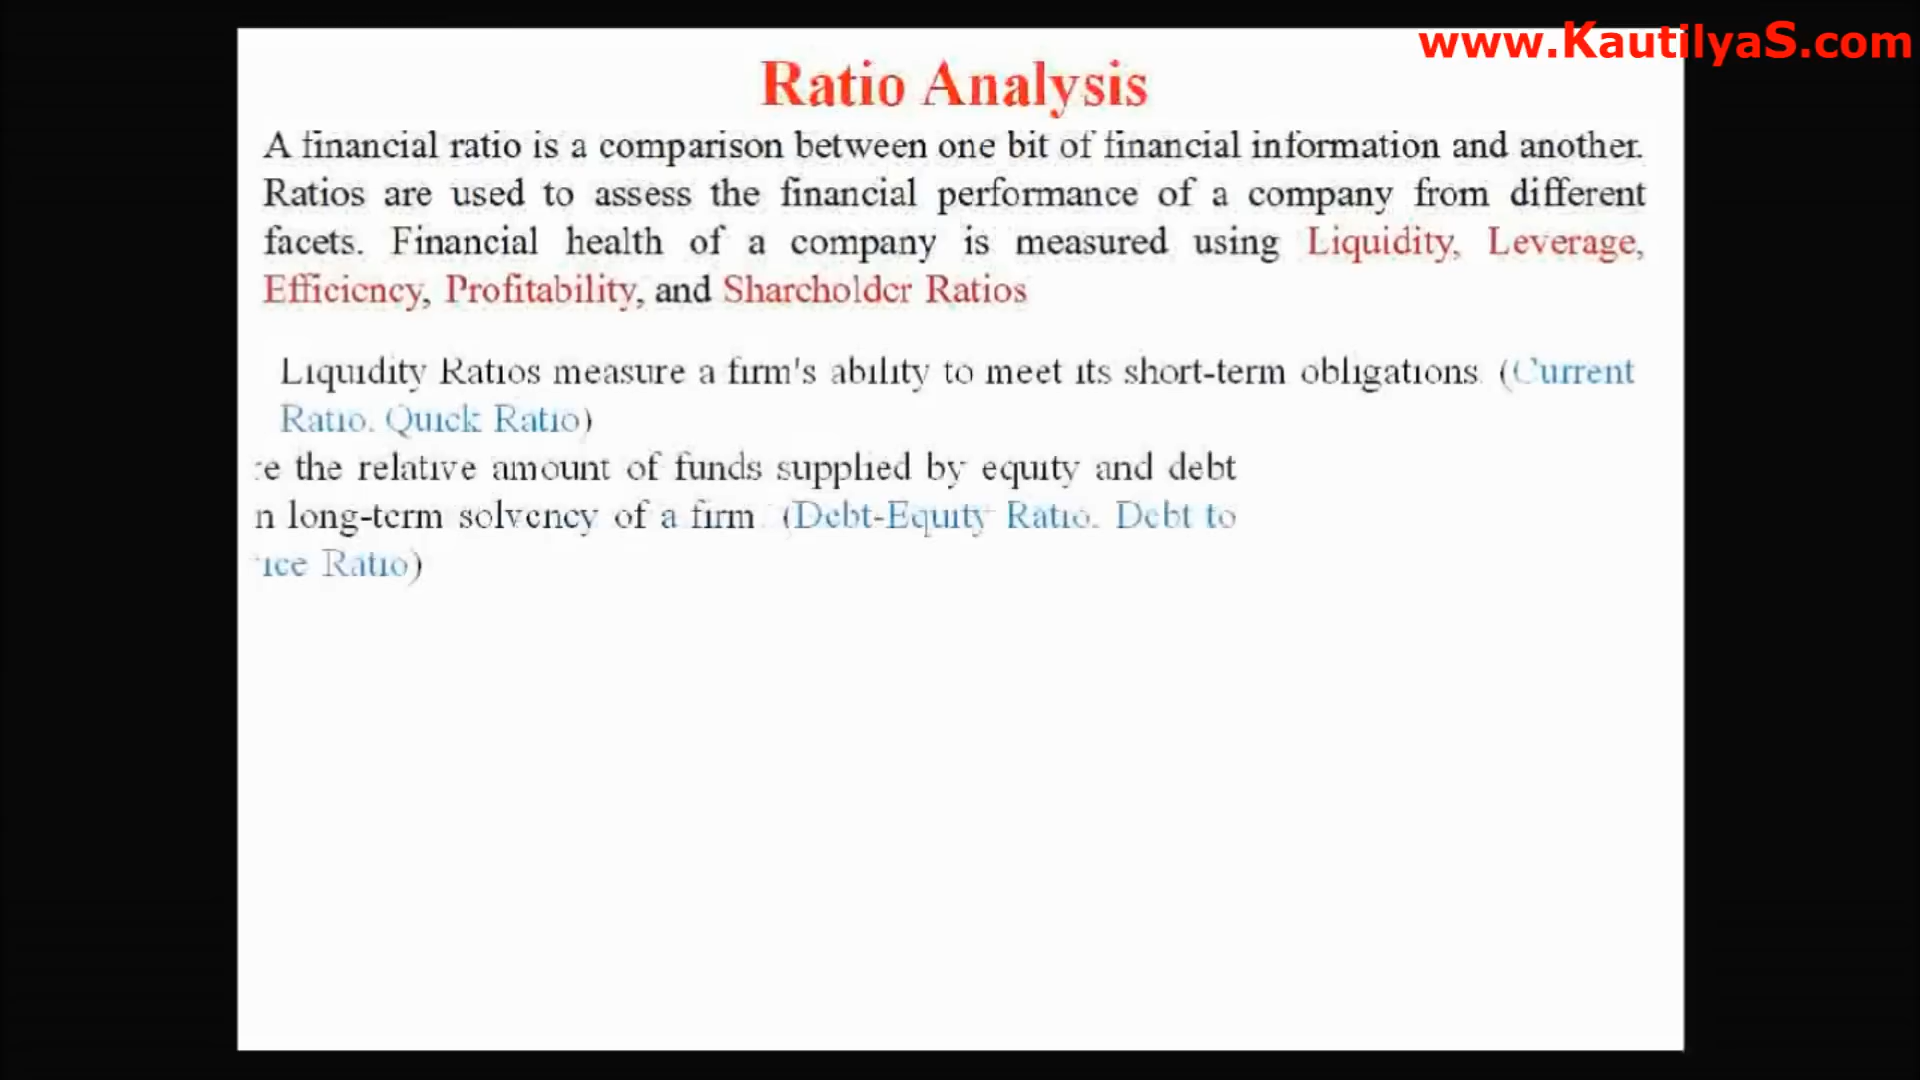 www.KautilyaS.com
Ratio Analysis
A financial ratio is a comparison between one bit of financial information and another.
Ratios are used to assess the financial performance of a company from different
facets. Financial health of a company is measured using Liquidity, Leverage,
Efficiency, Profitability, and Shareholder Ratios
Liquidity Ratios measure a firm's ability to meet its short-term obligations. (Current
Ratio. Quick Ratio)
the relative amount of funds supplied by equity and debt
long-term solvency of a firm (Debt-Equity Ratio. Debt to
Ratio)